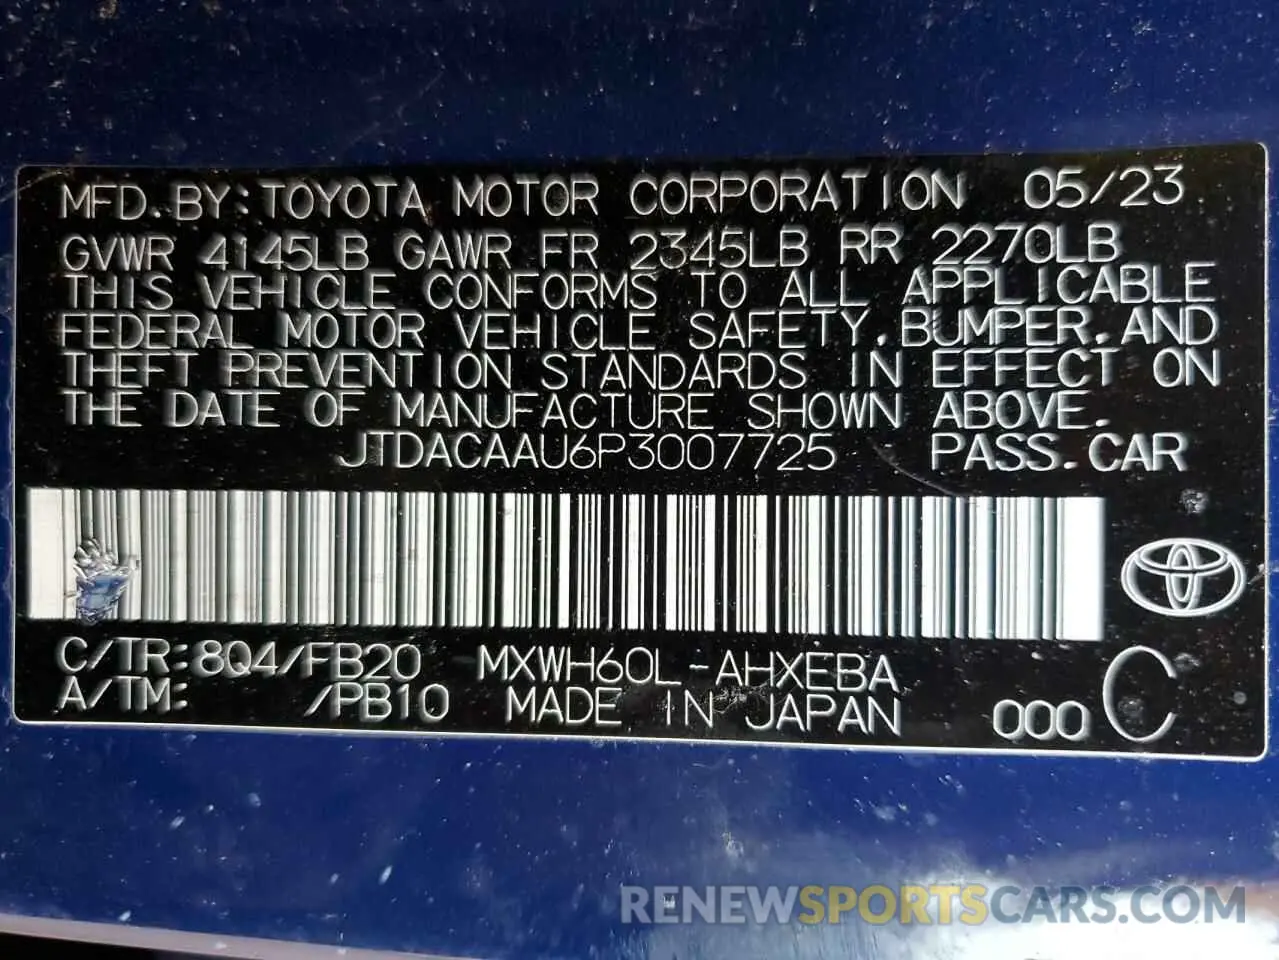 MFD. BY: TOYOTA MOTOR CORPORATION 05/23
GVWR 4145LB GAWR FR 2345LB RR 2270LB
THIS VEHICLE CONFORMS TO ALL APPLICABLE
FEDERAL MOTOR VEHICLE SAFETY, BUMPER, AND
THEFT PREVENTION STANDARDS IN EFFECT ON
THE DATE OF MANUFACTURE SHOWN ABOVE.
JTDACAAU6P3007725 PASS. CAR
C/TR: 8Q4/FB20 MXWH60L-AHXEBA
A/TM: /PB10 MADE IN JAPAN 000 C
RENEWSPORTSCARS.COM